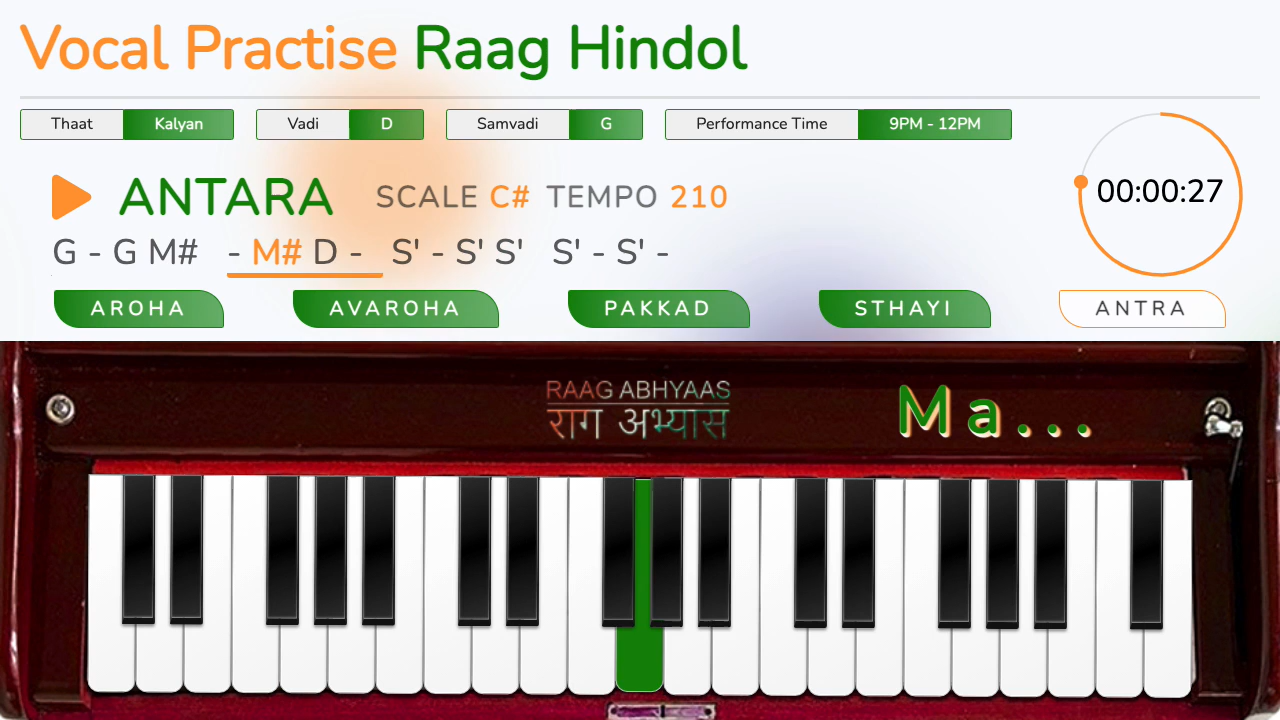 Vocal Practise Raag Hindol
Thaat Kalyan Vadi D Samvadi G Performance Time 9PM - 12PM
ANTARA SCALE C# TEMPO 210
00:00:27
G - G M# - M# D - S' - S' S' S' - S' -
AROHA AVAROHA PAKKAD STHAYI ANTRA
RAAG ABHYAAS
राग अभ्यास
Ma...